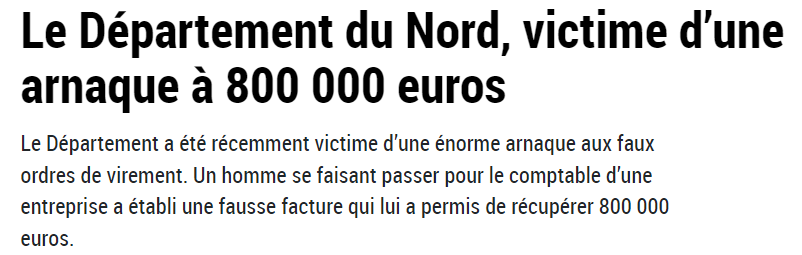 Le Département du Nord, victime d’une
arnaque à 800 000 euros
Le Département a été récemment victime d’une énorme arnaque aux faux
ordres de virement. Un homme se faisant passer pour le comptable d’une
entreprise a établi une fausse facture qui lui a permis de récupérer 800 000
euros.